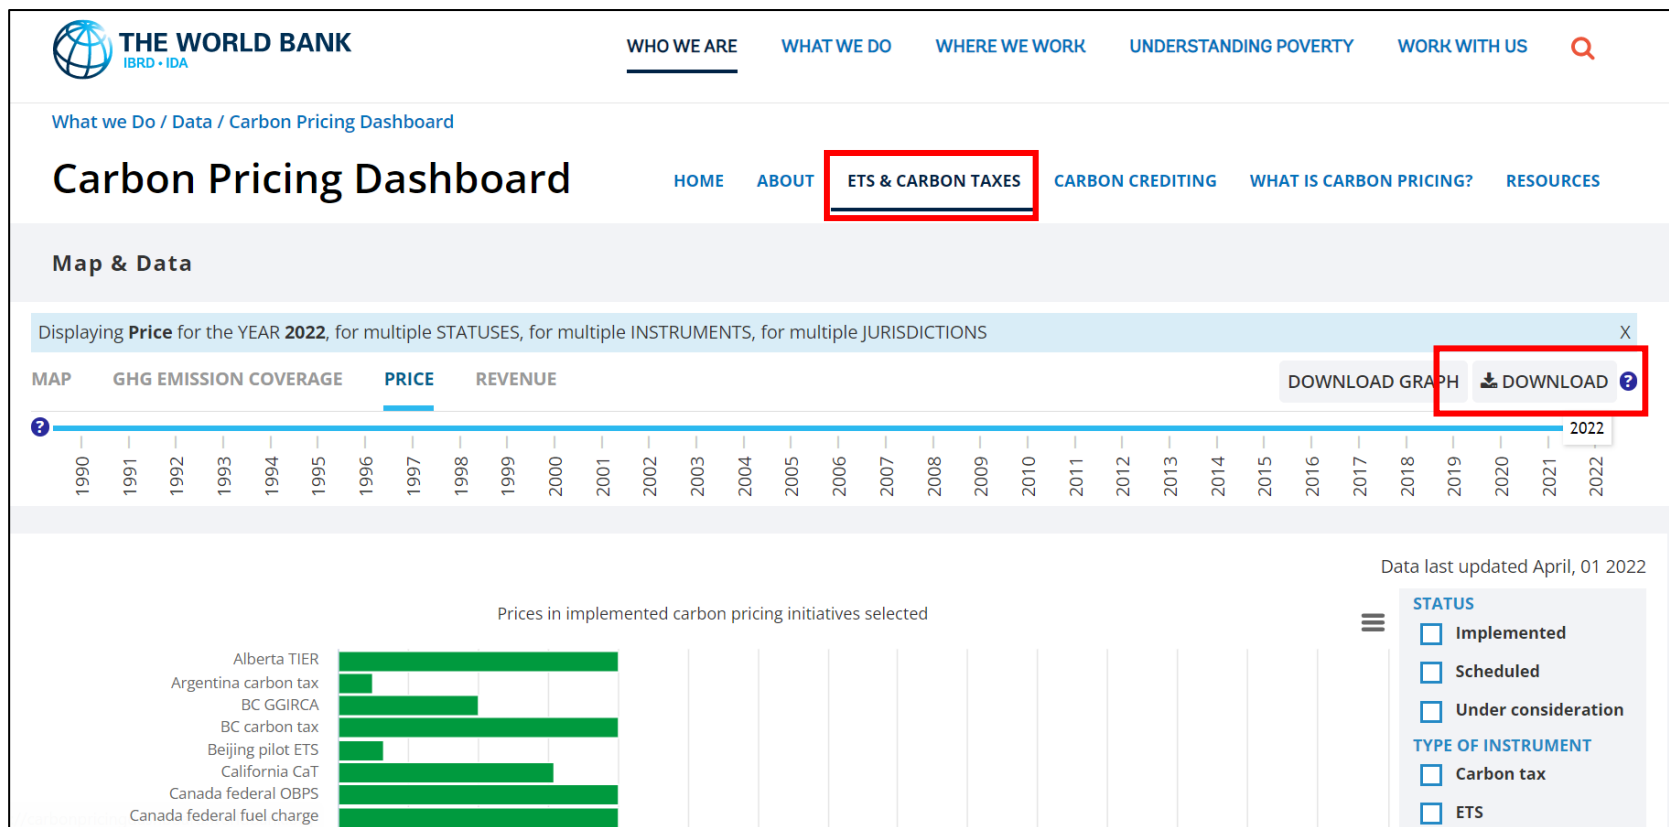 THE WORLD BANK
IBRD • IDA
WHO WE ARE
WHAT WE DO
WHERE WE WORK
UNDERSTANDING POVERTY
WORK WITH US
What we Do / Data / Carbon Pricing Dashboard
Carbon Pricing Dashboard
HOME
ABOUT
ETS & CARBON TAXES
CARBON CREDITING
WHAT IS CARBON PRICING?
RESOURCES
Map & Data
Displaying Price for the YEAR 2022, for multiple STATUSES, for multiple INSTRUMENTS, for multiple JURISDICTIONS
X
MAP
GHG EMISSION COVERAGE
PRICE
REVENUE
DOWNLOAD GRAPH
DOWNLOAD
?
?
2022
1990
1991
1992
1993
1994
1995
1996
1997
1998
1999
2000
2001
2002
2003
2004
2005
2006
2007
2008
2009
2010
2011
2012
2013
2014
2015
2016
2017
2018
2019
2020
2021
2022
Data last updated April, 01 2022
Prices in implemented carbon pricing initiatives selected
Alberta TIER
Argentina carbon tax
BC GGIRCA
BC carbon tax
Beijing pilot ETS
California CaT
Canada federal OBPS
Canada federal fuel charge
STATUS
Implemented
Scheduled
Under consideration
TYPE OF INSTRUMENT
Carbon tax
ETS